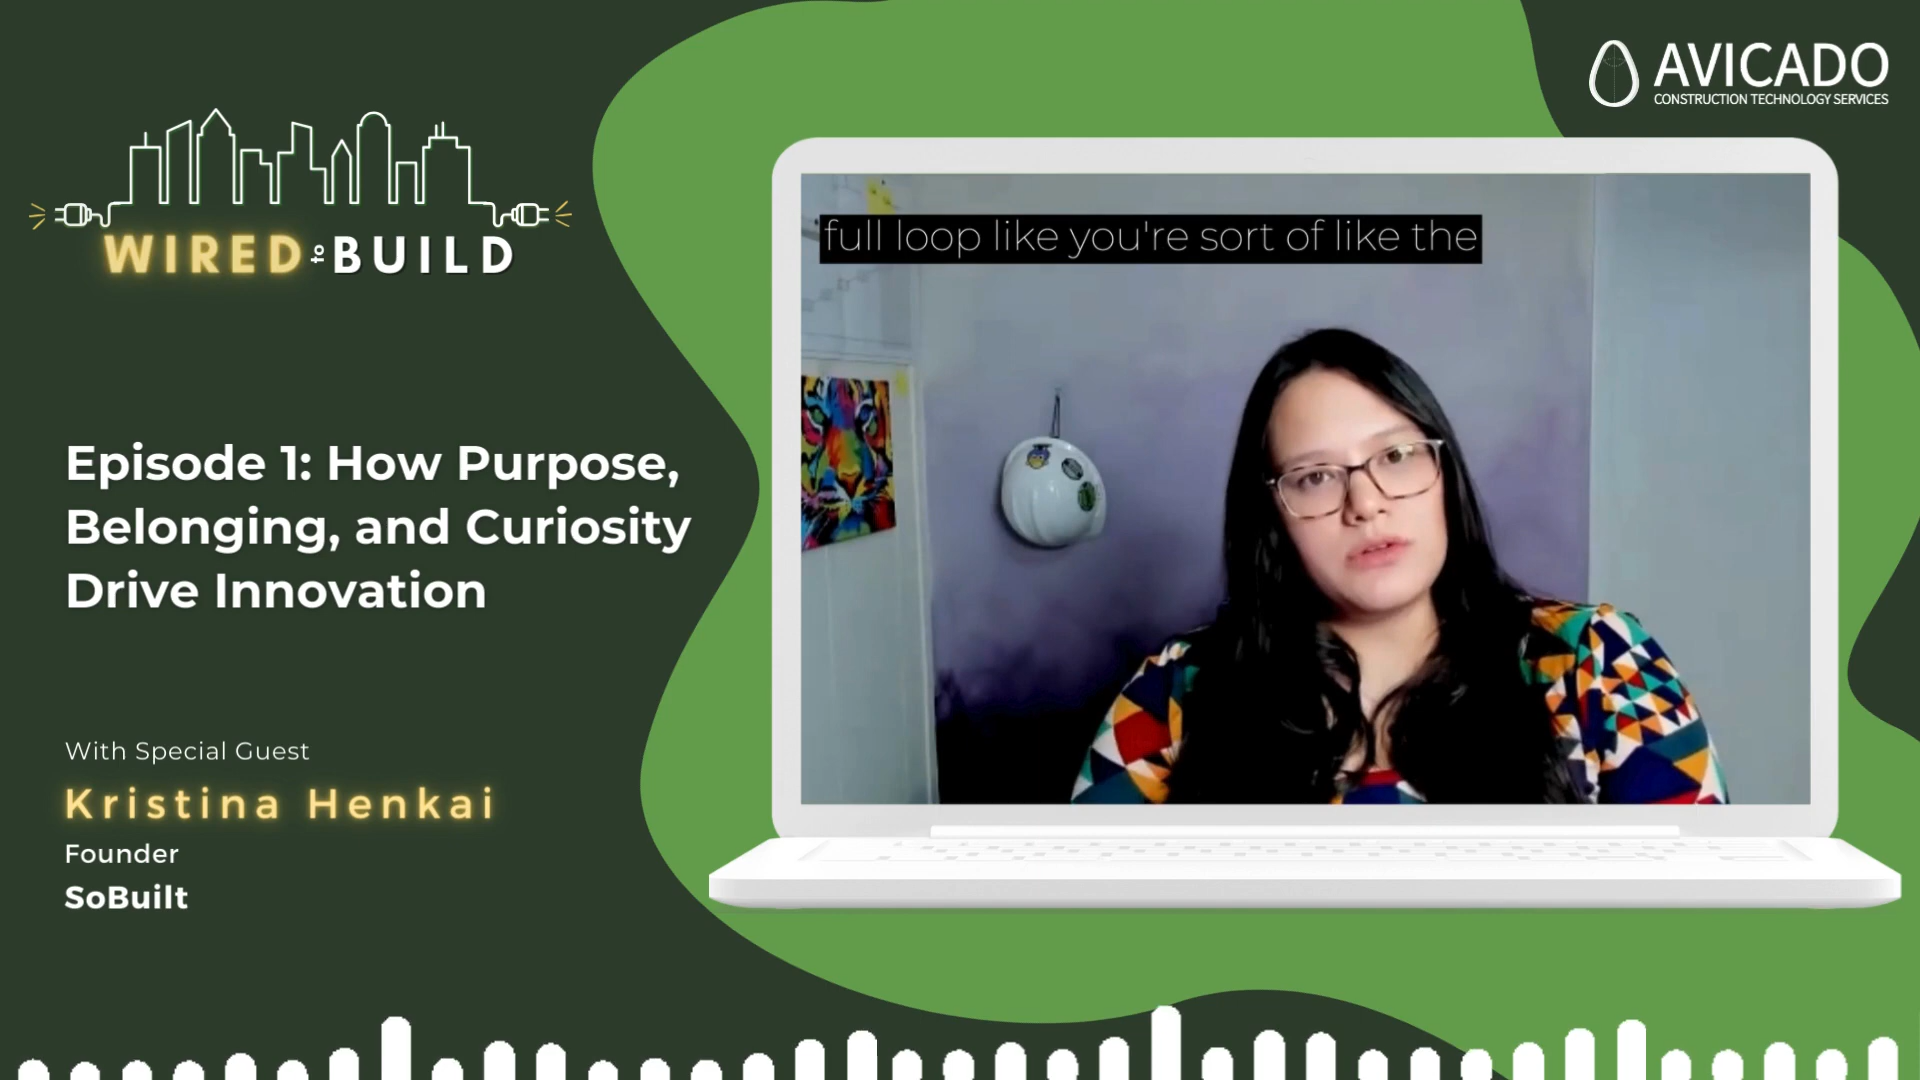 AVICADO
CONSTRUCTION TECHNOLOGY SERVICES
WIRED to BUILD
full loop like you're sort of like the
Episode 1: How Purpose,
Belonging, and Curiosity
Drive Innovation
With Special Guest
Kristina Henkai
Founder
SoBuilt